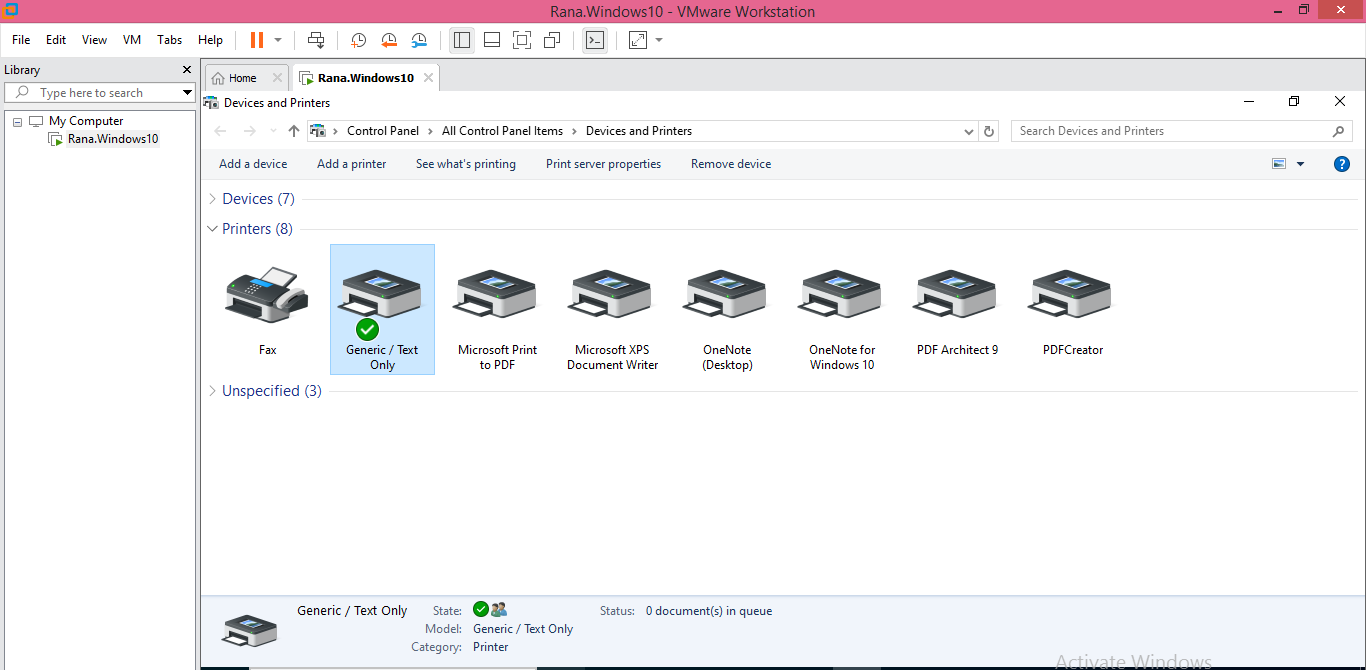 Rana.Windows10 - VMware Workstation
File Edit View VM Tabs Help
Library
Type here to search
My Computer
Rana.Windows10
Home
Rana.Windows10
Devices and Printers
Control Panel > All Control Panel Items > Devices and Printers
Search Devices and Printers
Add a device Add a printer See what's printing Print server properties Remove device
Devices (7)
Printers (8)
Fax
Generic / Text
Only
Microsoft Print
to PDF
Microsoft XPS
Document Writer
OneNote
(Desktop)
OneNote for
Windows 10
PDF Architect 9
PDFCreator
Unspecified (3)
Generic / Text Only
State:
Status: 0 document(s) in queue
Model: Generic / Text Only
Category: Printer
Activate Windows